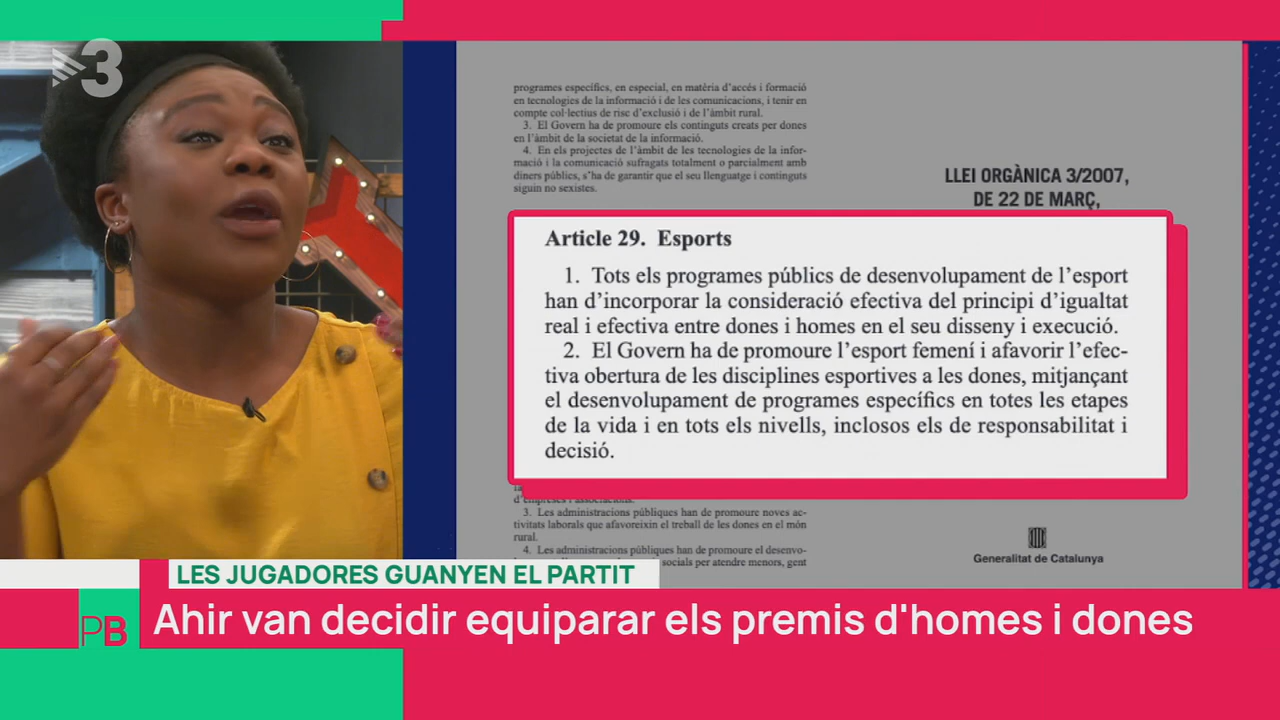 3
programes específics, en especial, en matèria d'accés i formació
en tecnologies de la informació i de les comunicacions, i tenir en
compte col·lectius de risc d'exclusió i de l'àmbit rural.
3. El Govern ha de promoure els continguts creats per dones
en l'àmbit de la societat de la informació.
4. En els projectes de l'àmbit de les tecnologies de la infor-
mació i la comunicació sufragats totalment o parcialment amb
diners públics, s'ha de garantir que el seu llenguatge i continguts
siguin no sexistes.
LLEI ORGÀNICA 3/2007,
DE 22 DE MARÇ,
Article 29. Esports
1. Tots els programes públics de desenvolupament de l'esport
han d'incorporar la consideració efectiva del principi d'igualtat
real i efectiva entre dones i homes en el seu disseny i execució.
2. El Govern ha de promoure l'esport femení i afavorir l'efec-
tiva obertura de les disciplines esportives a les dones, mitjançant
el desenvolupament de programes específics en totes les etapes
de la vida i en tots els nivells, inclosos els de responsabilitat i
decisió.
d'empreses i associacions.
3. Les administracions públiques han de promoure noves ac-
tivitats laborals que afavoreixin el treball de les dones en el món
rural.
4. Les administracions públiques han de promoure el desenvo-
socials per atendre menors, gent
Generalitat de Catalunya
LES JUGADORES GUANYEN EL PARTIT
PB
Ahir van decidir equiparar els premis d'homes i dones